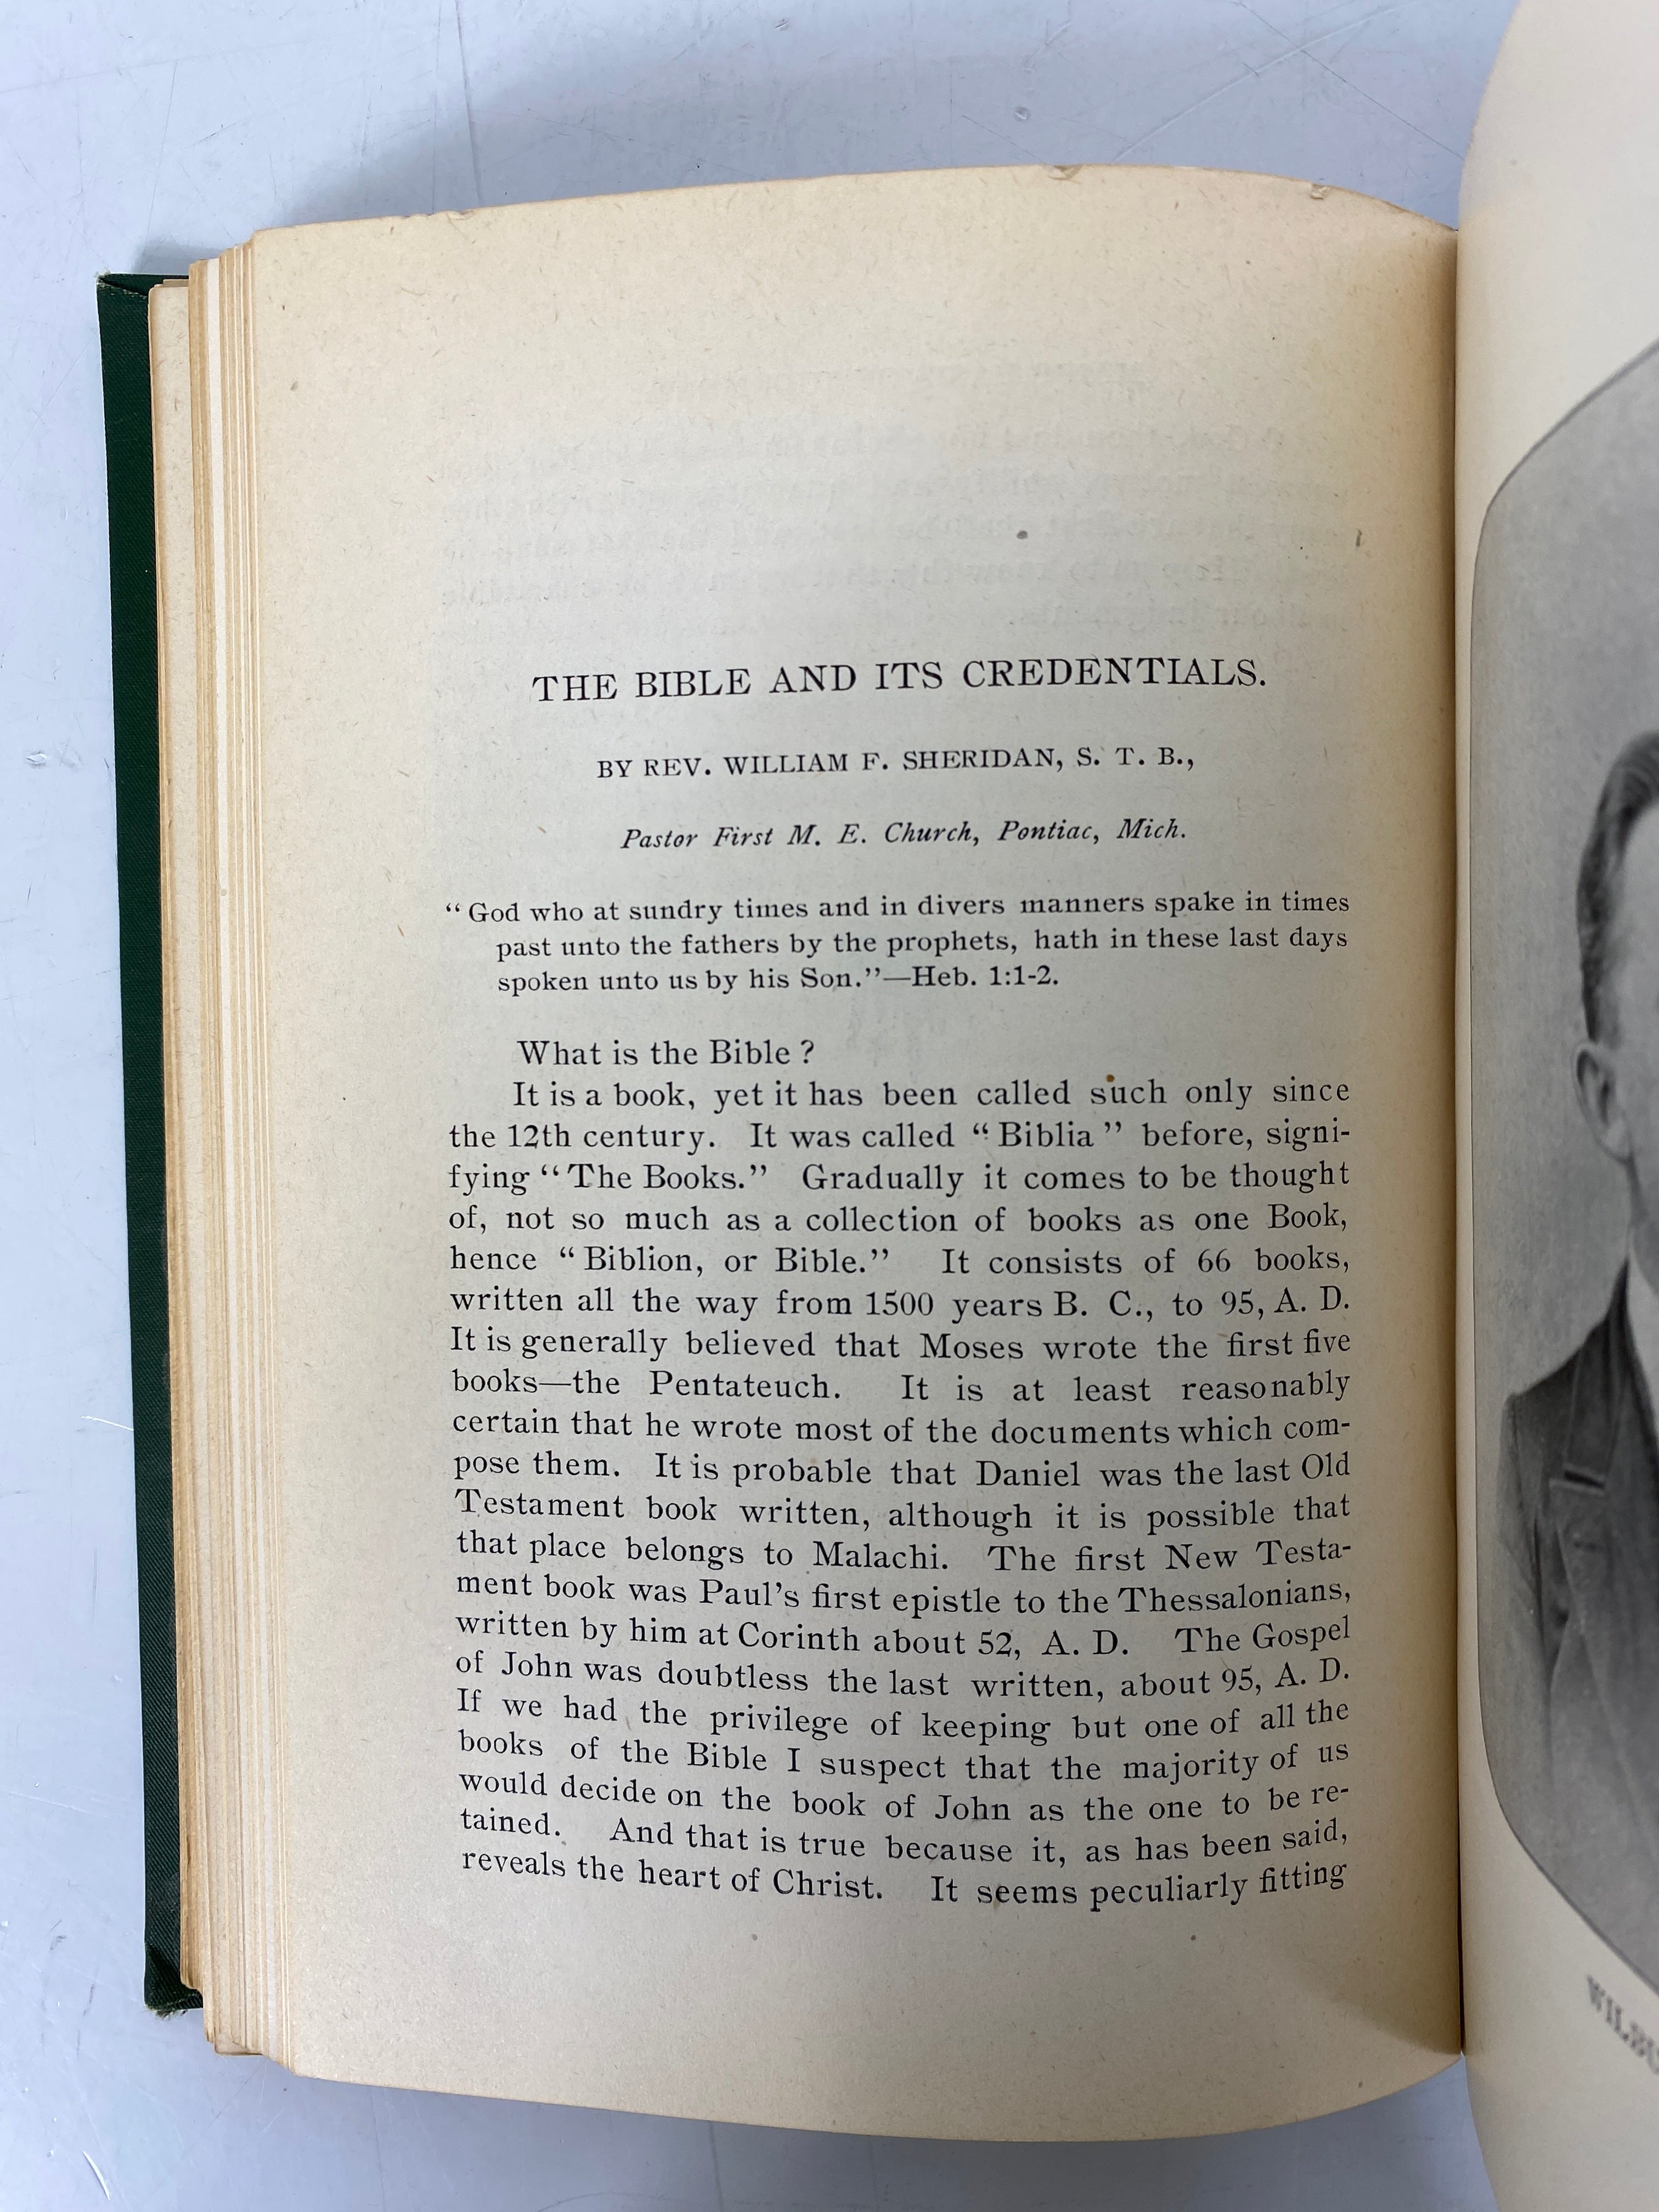 THE BIBLE AND ITS CREDENTIALS.
BY REV. WILLIAM F. SHERIDAN, S. T. B.,
Pastor First M. E. Church, Pontiac, Mich.
“God who at sundry times and in divers manners spake in times
past unto the fathers by the prophets, hath in these last days
spoken unto us by his Son.”—Heb. 1:1-2.
What is the Bible?
It is a book, yet it has been called such only since
the 12th century. It was called “Biblia” before, signi-
fying “The Books.” Gradually it comes to be thought
of, not so much as a collection of books as one Book,
hence “Biblion, or Bible.” It consists of 66 books,
written all the way from 1500 years B. C., to 95, A. D.
It is generally believed that Moses wrote the first five
books—the Pentateuch. It is at least reasonably
certain that he wrote most of the documents which com-
pose them. It is probable that Daniel was the last Old
Testament book written, although it is possible that
that place belongs to Malachi. The first New Testa-
ment book was Paul’s first epistle to the Thessalonians,
written by him at Corinth about 52, A. D. The Gospel
of John was doubtless the last written, about 95, A. D.
If we had the privilege of keeping but one of all the
books of the Bible I suspect that the majority of us
would decide on the book of John as the one to be re-
tained. And that is true because it, as has been said,
reveals the heart of Christ. It seems peculiarly fitting